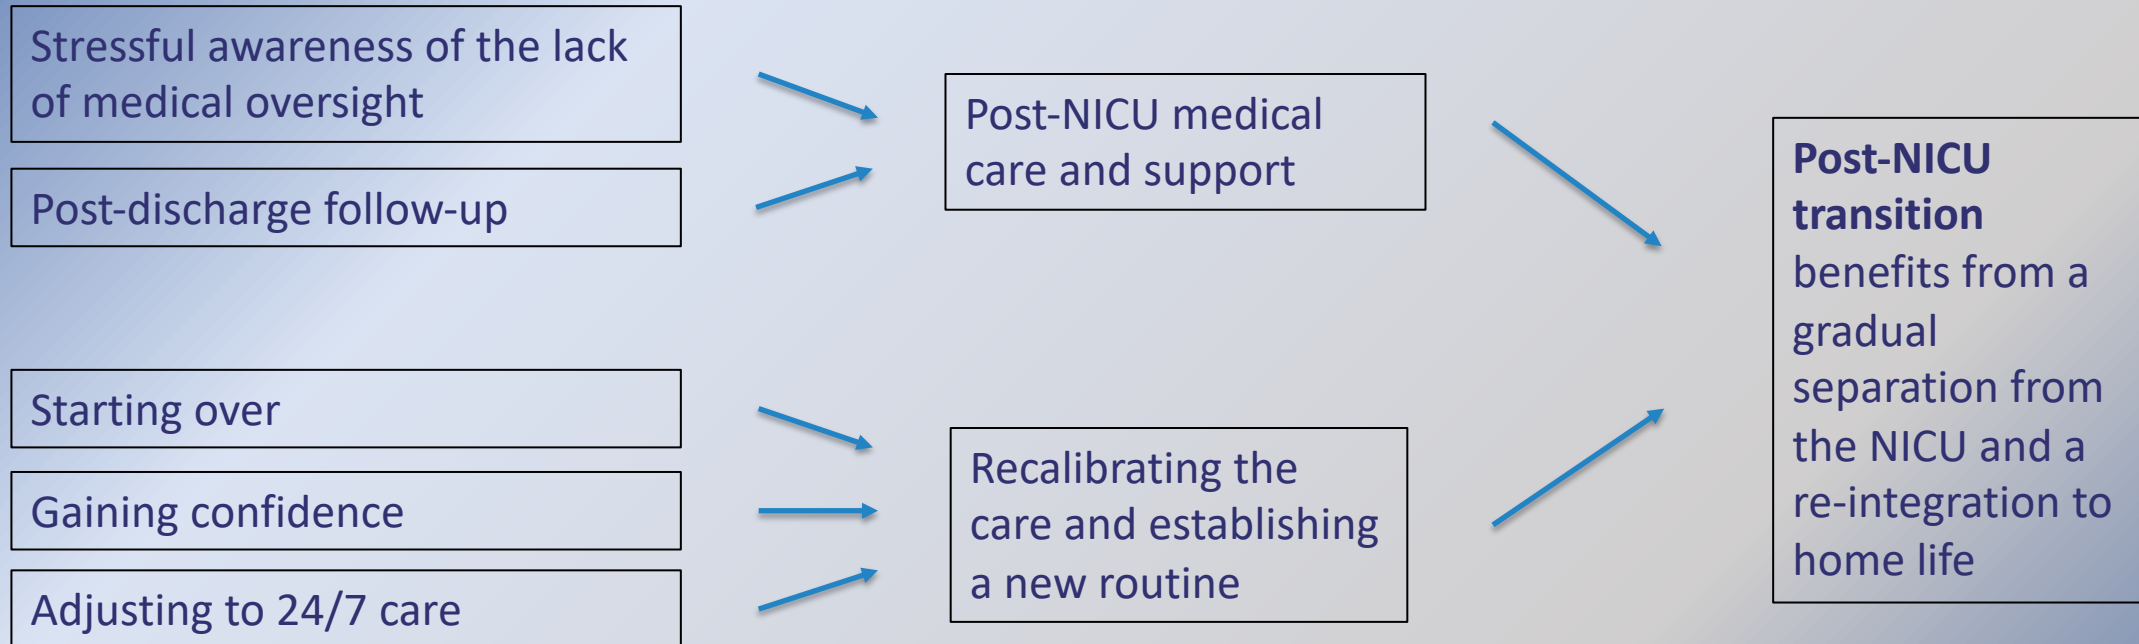 Stressful awareness of the lack
of medical oversight
Post-discharge follow-up
Post-NICU medical
care and support
Starting over
Gaining confidence
Adjusting to 24/7 care
Recalibrating the
care and establishing
a new routine
Post-NICU
transition
benefits from a
gradual
separation from
the NICU and a
re-integration to
home life